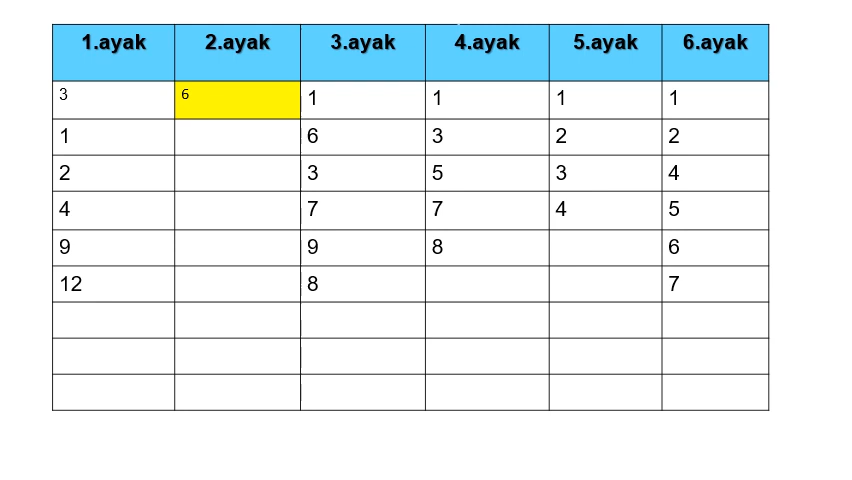 1.ayak 2.ayak 3.ayak 4.ayak 5.ayak 6.ayak
3 6 1 1 1 1
1 6 3 2 2
2 3 5 3 4
4 7 7 4 5
9 9 8 6
12 8 7